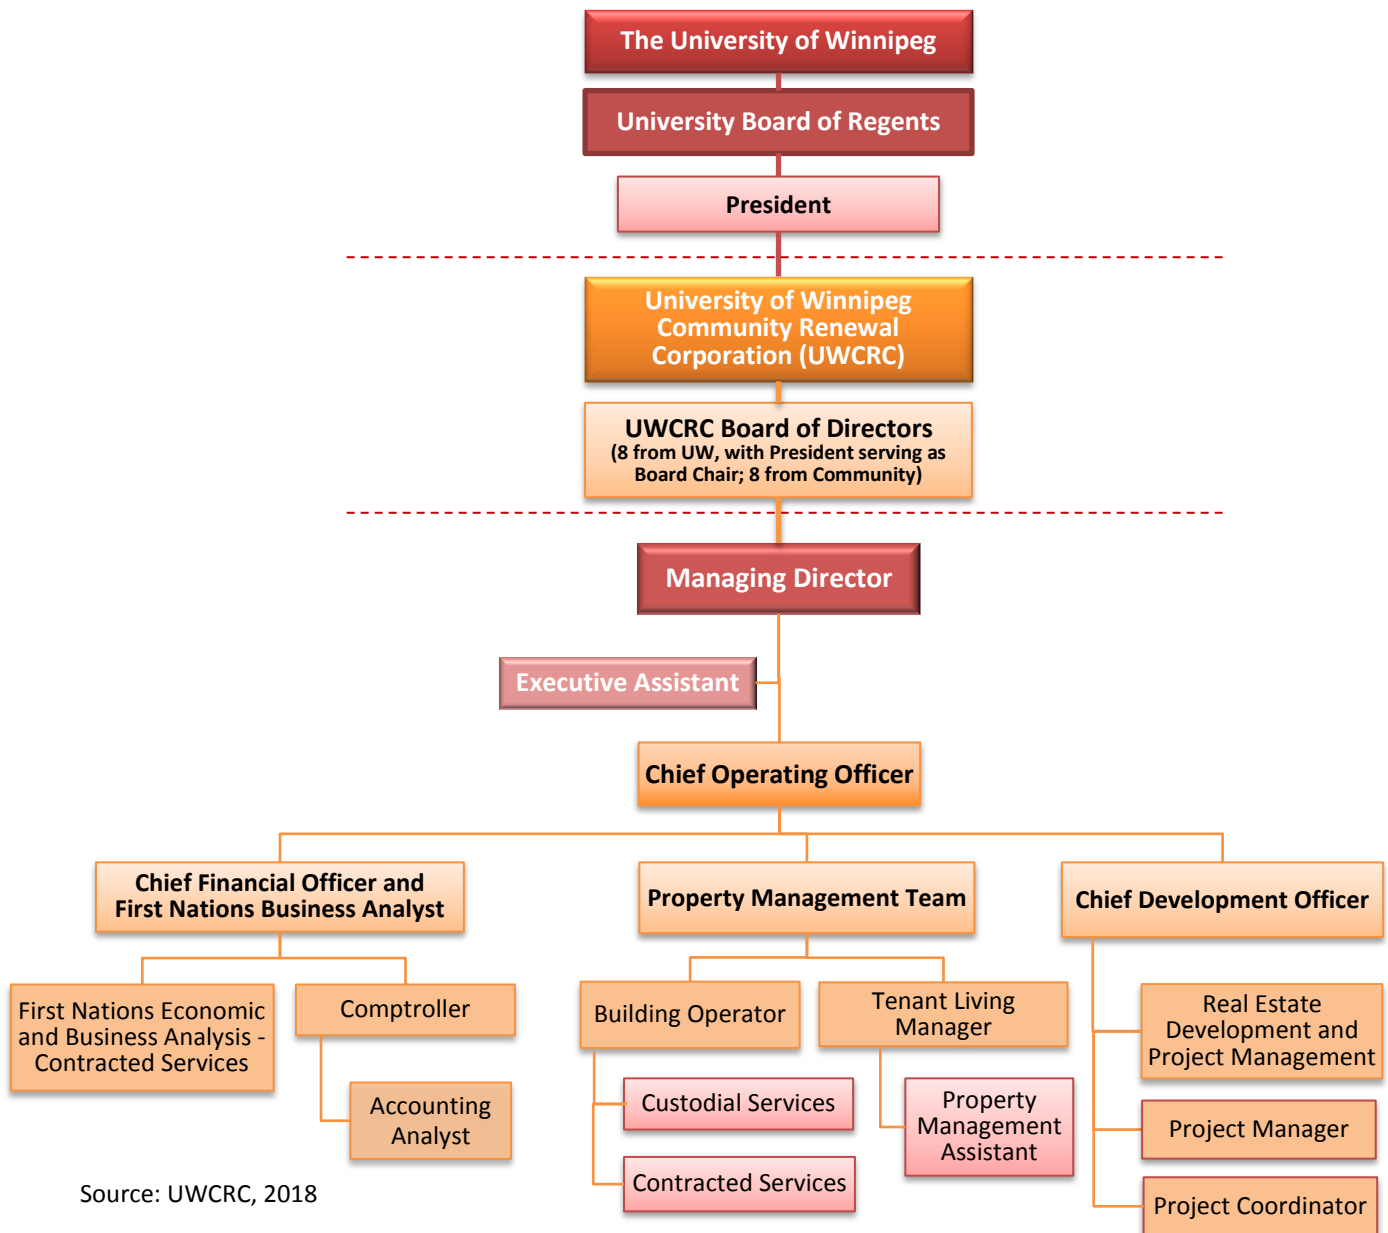 The University of Winnipeg
University Board of Regents
President
University of Winnipeg
Community Renewal
Corporation (UWCRC)
UWCRC Board of Directors
(8 from UW, with President serving as
Board Chair; 8 from Community)
Managing Director
Executive Assistant
Chief Operating Officer
Chief Financial Officer and
First Nations Business Analyst
First Nations Economic
and Business Analysis -
Contracted Services
Comptroller
Accounting
Analyst
Property Management Team
Building Operator
Custodial Services
Contracted Services
Tenant Living
Manager
Property
Management
Assistant
Chief Development Officer
Real Estate
Development and
Project Management
Project Manager
Project Coordinator
Source: UWCRC, 2018